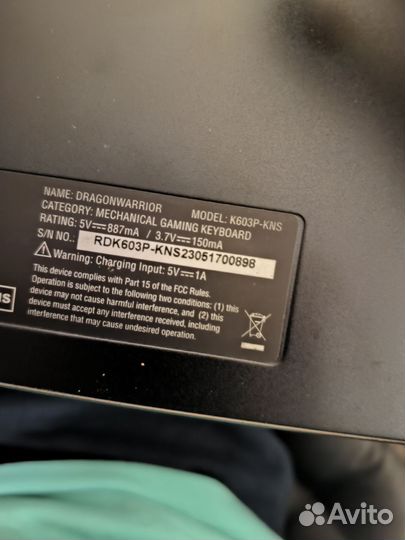 NAME: DRAGONWARRIOR MODEL: K603P-KNS
CATEGORY: MECHANICAL GAMING KEYBOARD
RATING: 5V⎓887mA / 3.7V⎓150mA
S/N NO.: RDK603P-KNS23051700898
⚠ Warning: Charging Input: 5V⎓1A
This device complies with Part 15 of the FCC Rules.
Operation is subject to the following two conditions: (1) this
device may not cause harmful interference, and (2) this
device must accept any interference received, including
interference that may cause undesired operation.
Avito